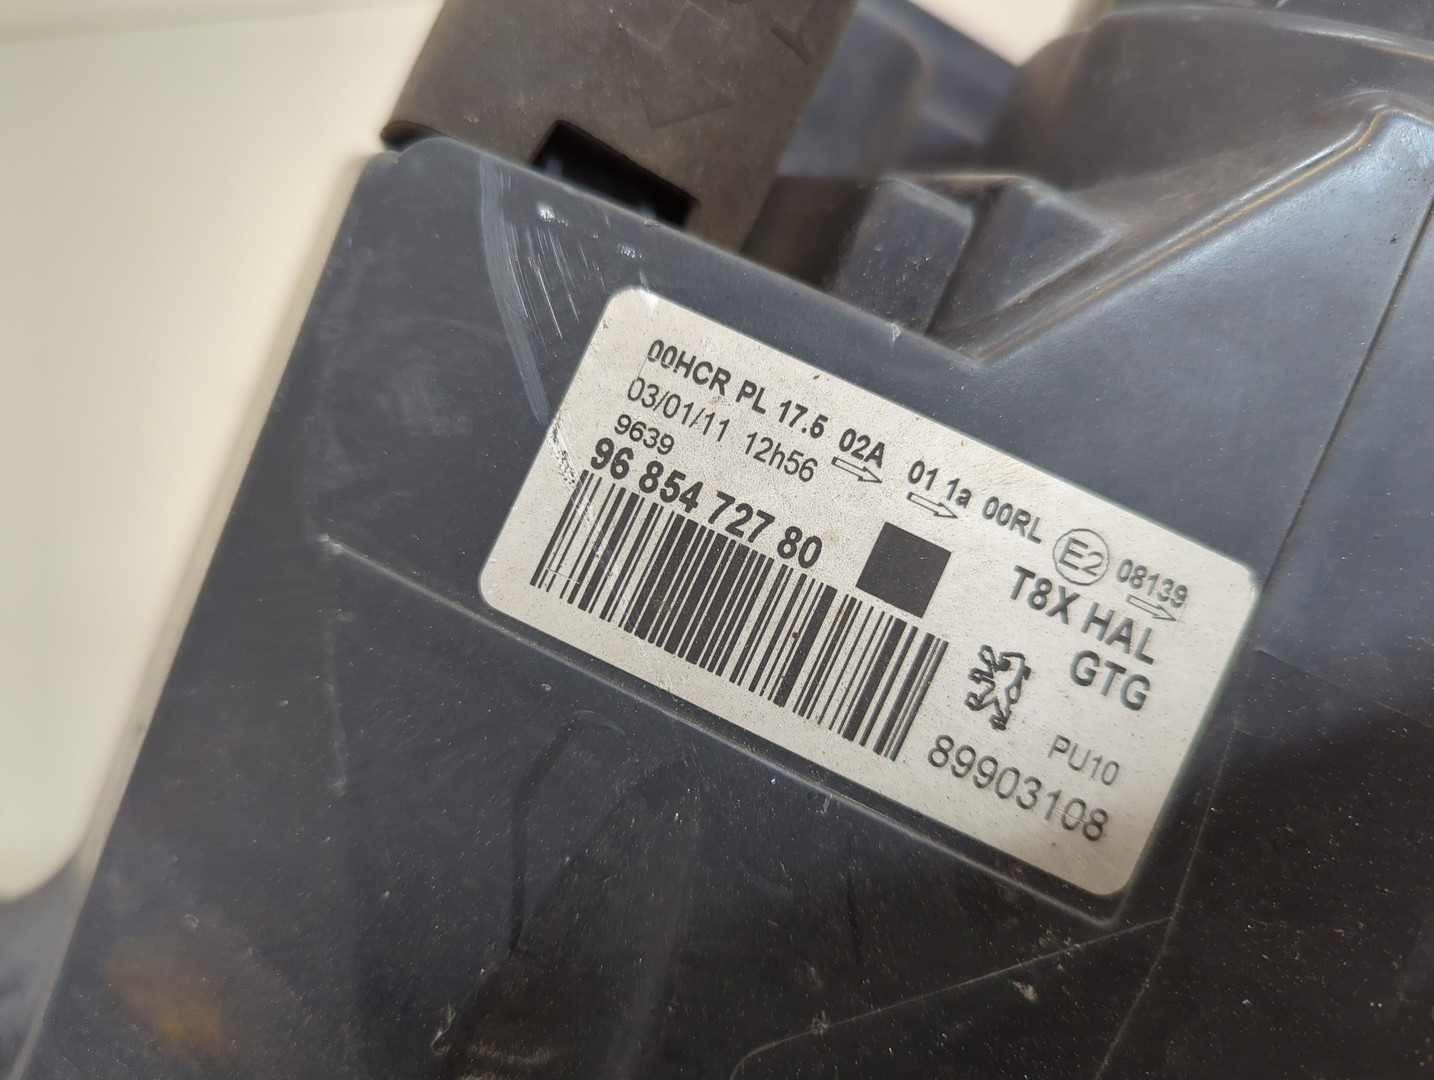 00HCR PL 17.5 02A 01 1a 00RL E2 08139
03/01/11 12h56
9639
96 854 727 80
T8X HAL
GTG
PU10
89903108